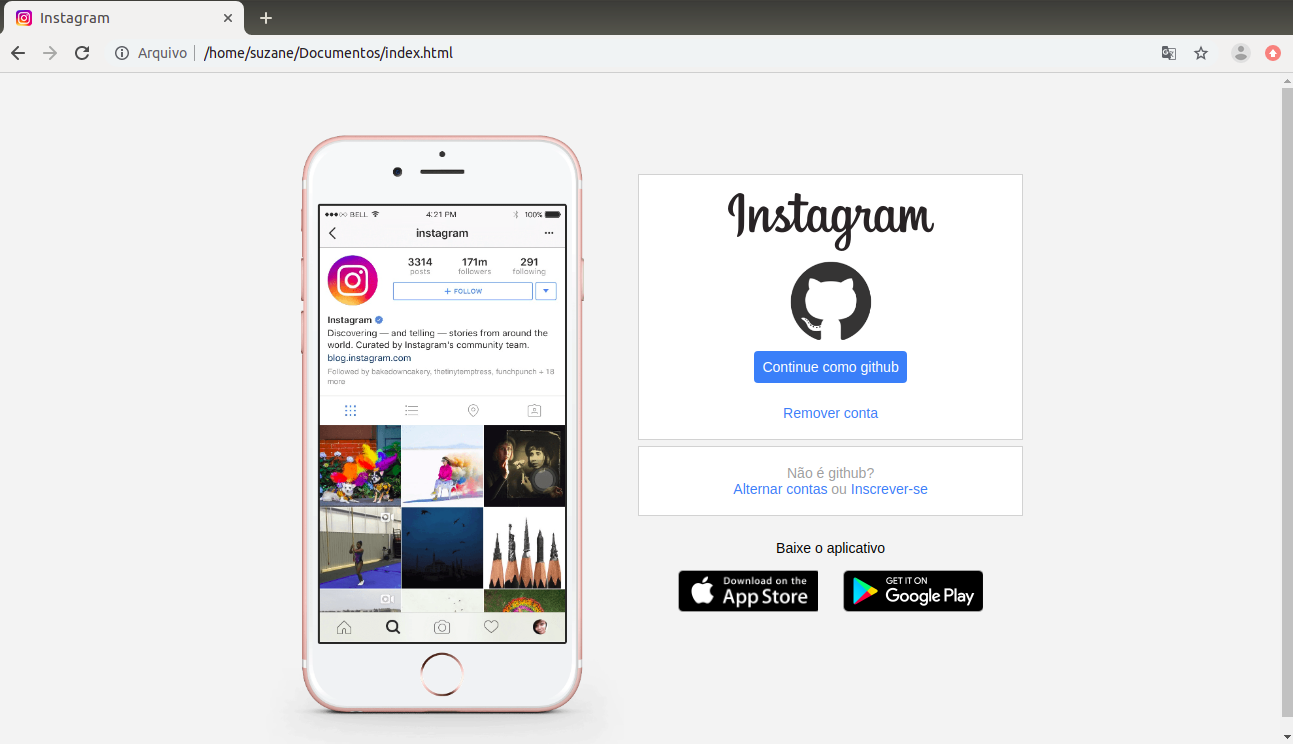 Instagram
Arquivo /home/suzane/Documentos/index.html
BELL 4:21 PM 100%
instagram
3314 171m 291
posts followers following
+ FOLLOW
Instagram
Discovering — and telling — stories from around the
world. Curated by Instagram's community team.
blog.instagram.com
Followed by bakedowncakery, thetinytemptress, funchpunch + 18
more
Instagram
Continue como github
Remover conta
Não é github?
Alternar contas ou Inscrever-se
Baixe o aplicativo
Download on the
App Store
GET IT ON
Google Play